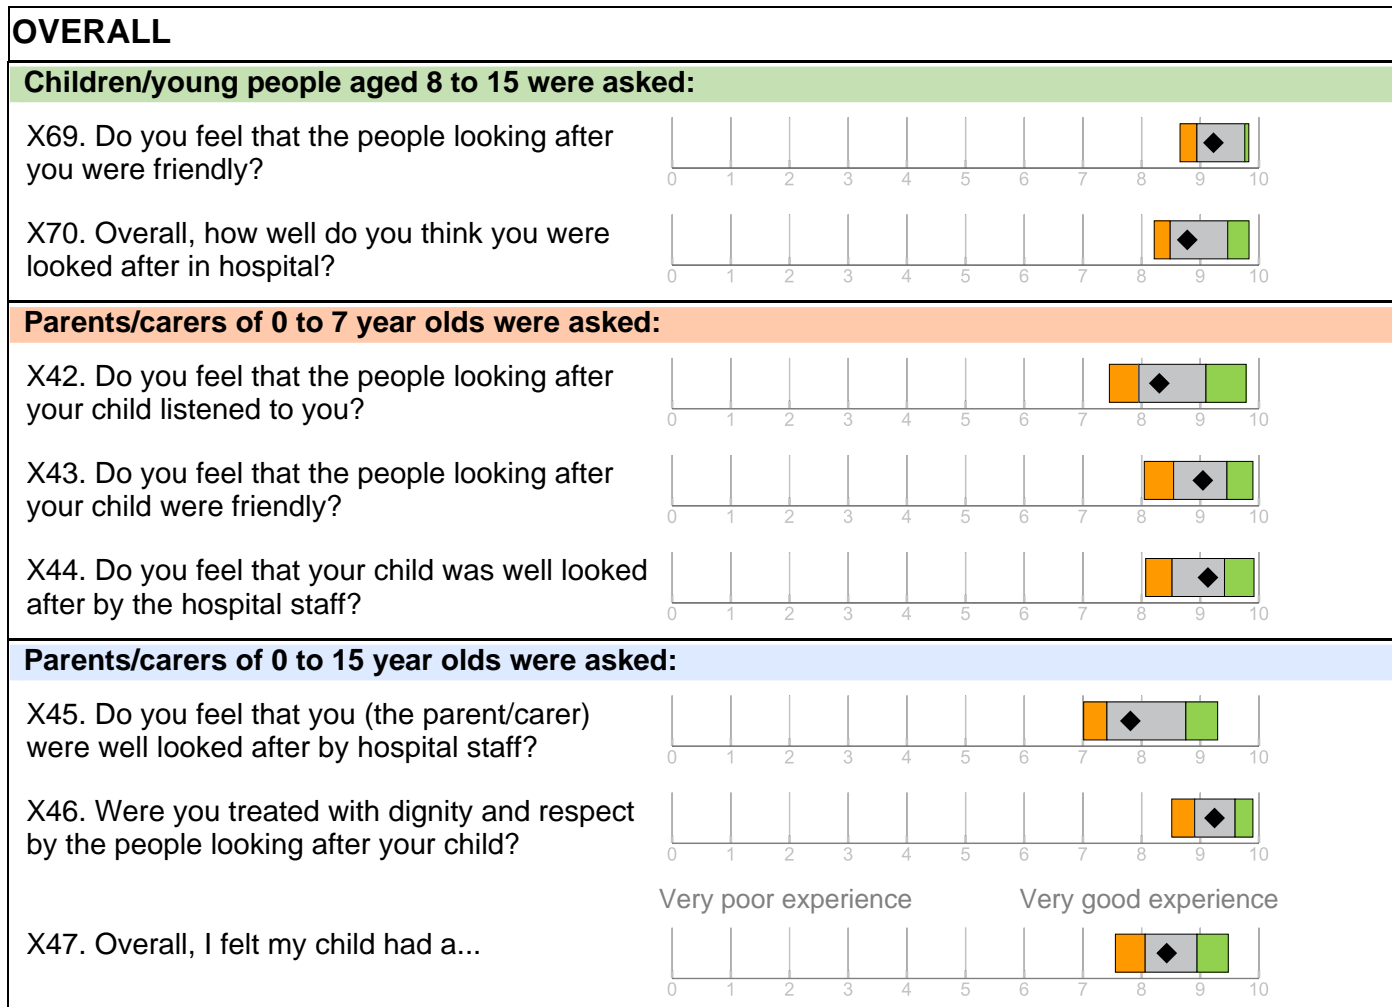 OVERALL
Children/young people aged 8 to 15 were asked:
X69. Do you feel that the people looking after
you were friendly?
0 1 2 3 4 5 6 7 8 9 10
X70. Overall, how well do you think you were
looked after in hospital?
0 1 2 3 4 5 6 7 8 9 10
Parents/carers of 0 to 7 year olds were asked:
X42. Do you feel that the people looking after
your child listened to you?
0 1 2 3 4 5 6 7 8 9 10
X43. Do you feel that the people looking after
your child were friendly?
0 1 2 3 4 5 6 7 8 9 10
X44. Do you feel that your child was well looked
after by the hospital staff?
0 1 2 3 4 5 6 7 8 9 10
Parents/carers of 0 to 15 year olds were asked:
X45. Do you feel that you (the parent/carer)
were well looked after by hospital staff?
0 1 2 3 4 5 6 7 8 9 10
X46. Were you treated with dignity and respect
by the people looking after your child?
0 1 2 3 4 5 6 7 8 9 10
Very poor experience Very good experience
X47. Overall, I felt my child had a...
0 1 2 3 4 5 6 7 8 9 10